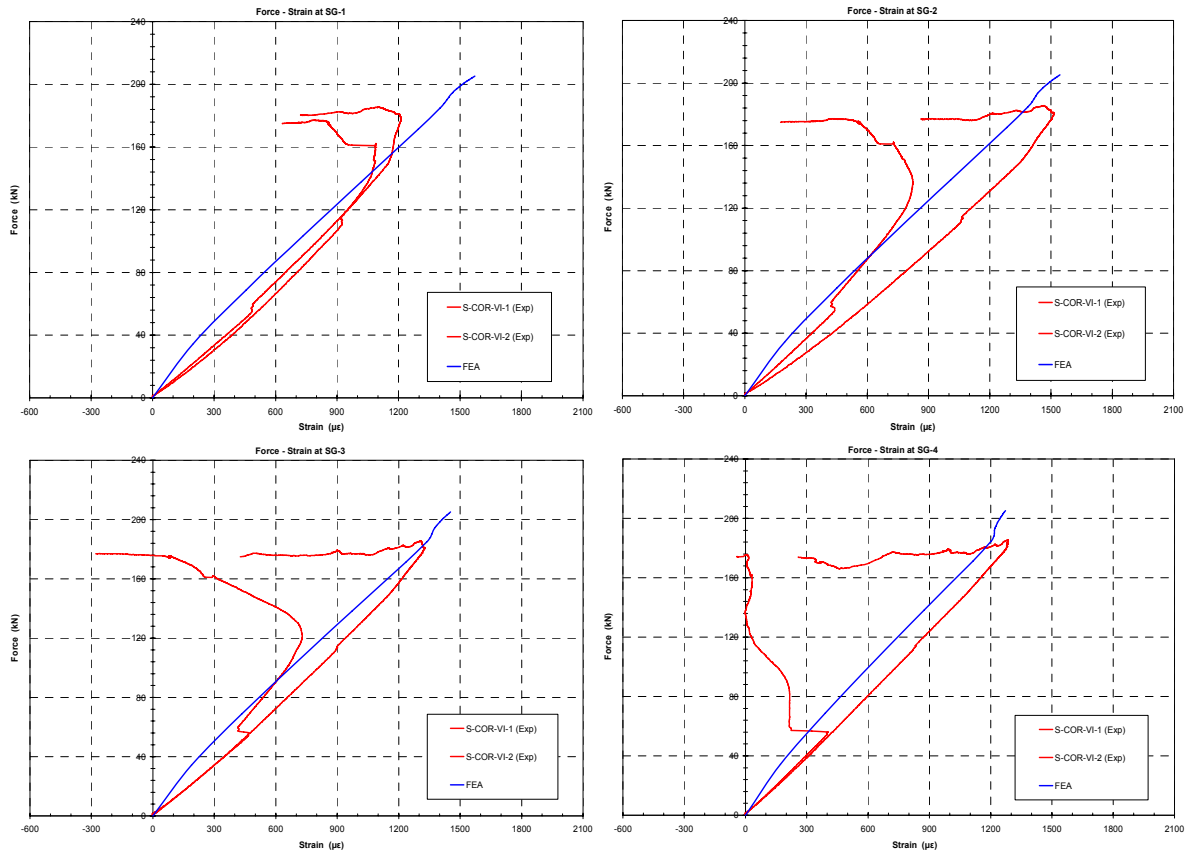 Force - Strain at SG-1
240
200
160
120
80
40
0
Force (kN)
-600 -300 0 300 600 900 1200 1500 1800 2100
Strain (µε)
S-COR-VI-1 (Exp)
S-COR-VI-2 (Exp)
FEA
Force - Strain at SG-2
240
200
160
120
80
40
0
Force (kN)
-600 -300 0 300 600 900 1200 1500 1800 2100
Strain (µε)
S-COR-VI-1 (Exp)
S-COR-VI-2 (Exp)
FEA
Force - Strain at SG-3
240
200
160
120
80
40
0
Force (kN)
-600 -300 0 300 600 900 1200 1500 1800 2100
Strain (µε)
S-COR-VI-1 (Exp)
S-COR-VI-2 (Exp)
FEA
Force - Strain at SG-4
240
200
160
120
80
40
0
Force (kN)
-600 -300 0 300 600 900 1200 1500 1800 2100
Strain (µε)
S-COR-VI-1 (Exp)
S-COR-VI-2 (Exp)
FEA